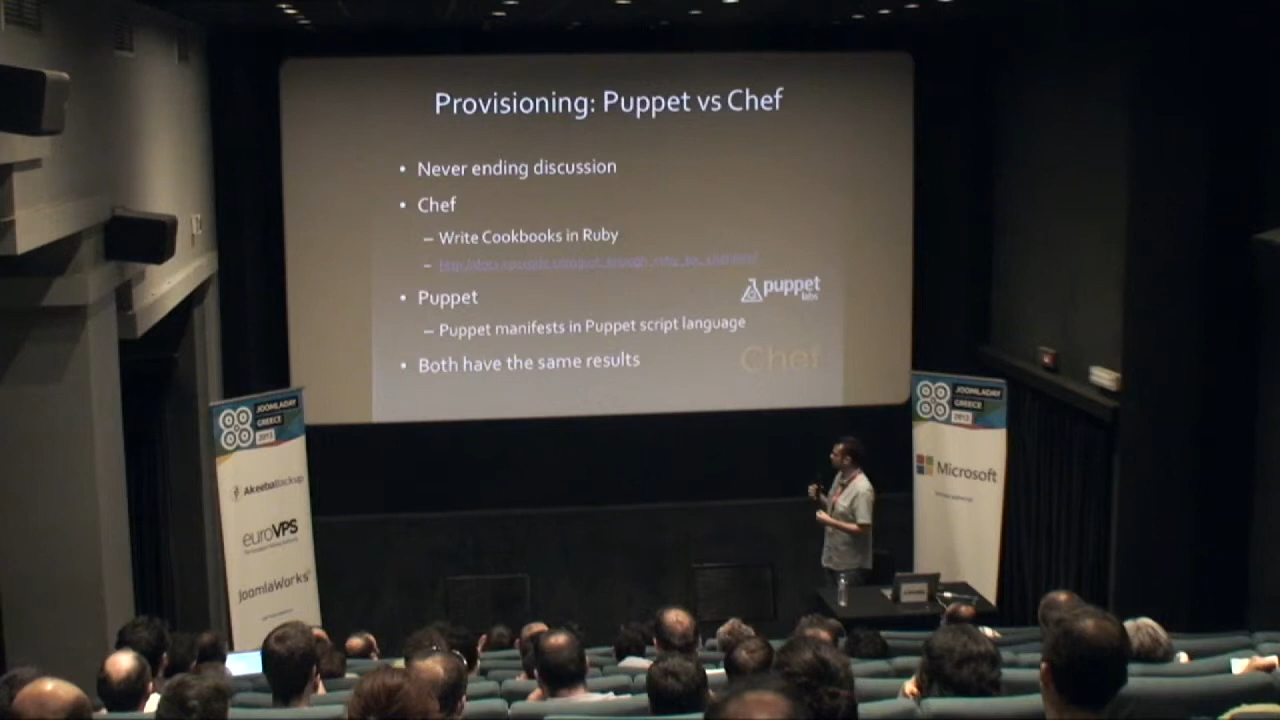 Provisioning: Puppet vs Chef
• Never ending discussion
• Chef
– Write Cookbooks in Ruby
• Puppet
– Puppet manifests in Puppet script language
• Both have the same results
puppet
labs
Chef
JOOMLADAY
GREECE
2013
AkeebaBackup
euroVPS
JoomlaWorks
JOOMLADAY
GREECE
2013
Microsoft